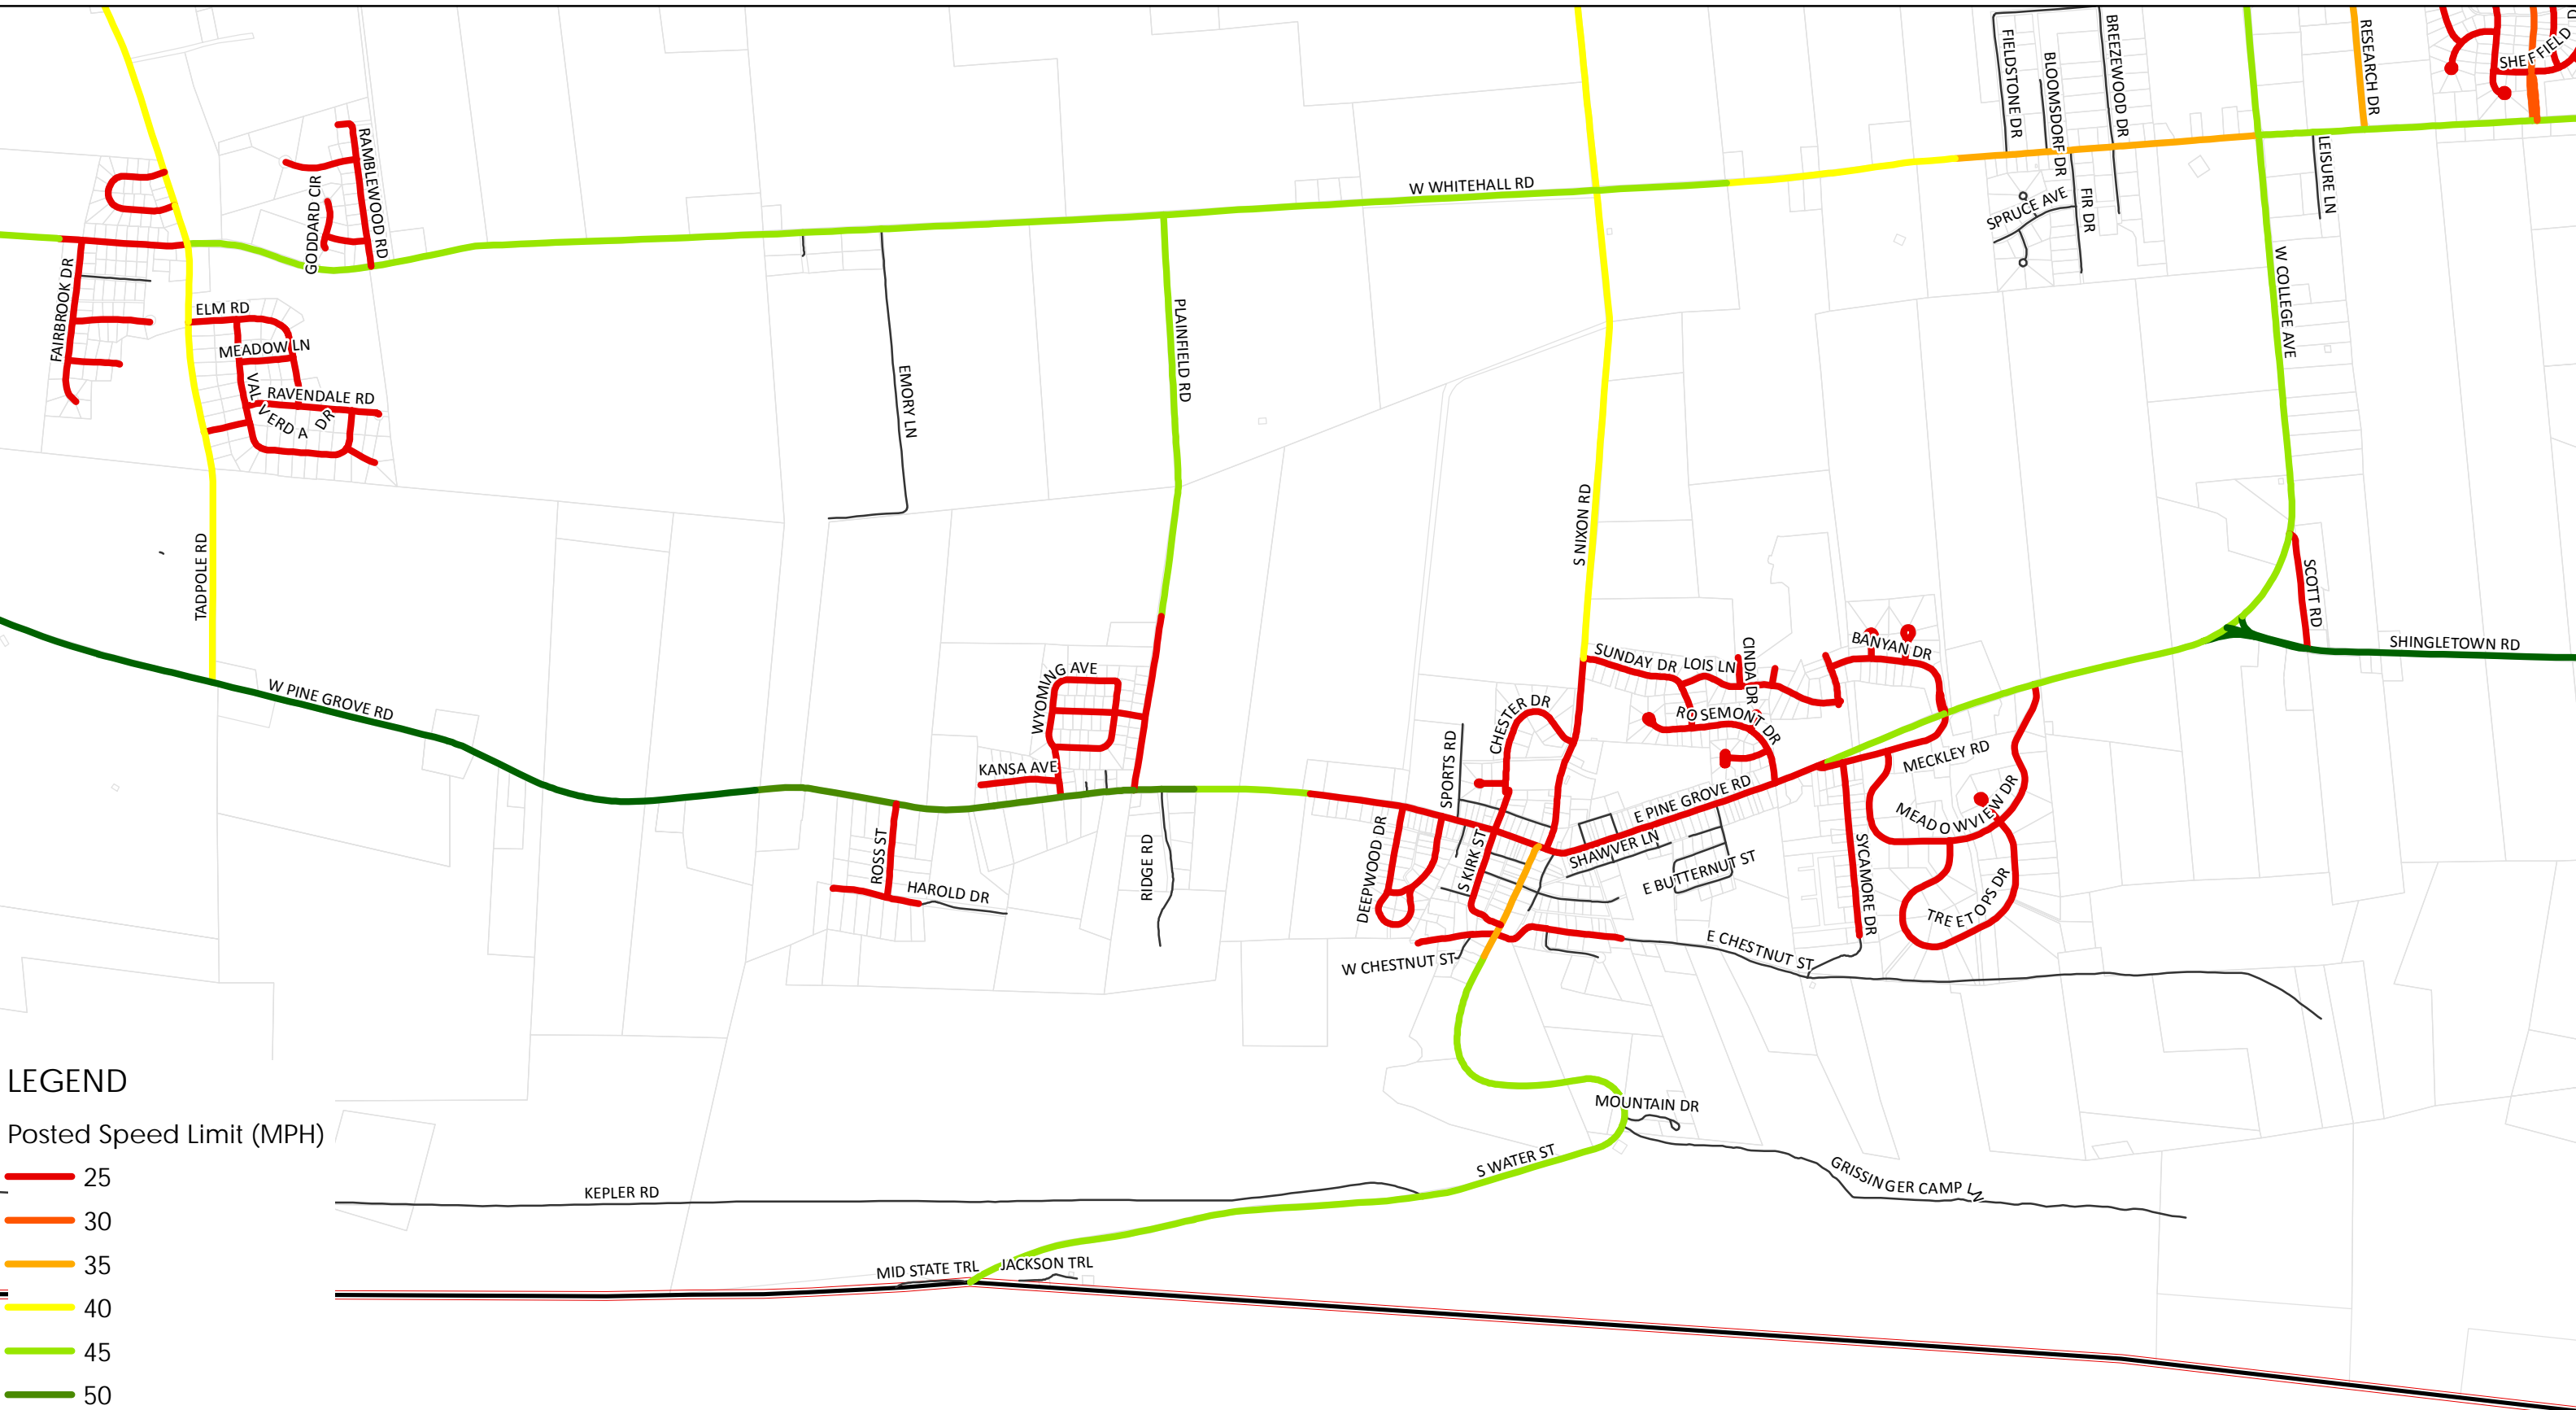 FIELDSTONE DR
BLOOMSDORF DR
BREEZEWOOD DR
RESEARCH DR
SHEFFIELD
RAMBLEWOOD RD
GODDARD CIR
W WHITEHALL RD
SPRUCE AVE
FIR DR
LEISURE LN
FAIRBROOK DR
ELM RD
MEADOW LN
RAVENDALE RD
VALVERDA DR
EMORY LN
PLAINFIELD RD
W COLLEGE AVE
S NIXON RD
TADPOLE RD
SCOTT RD
SHINGLETOWN RD
W PINE GROVE RD
WYOMING AVE
KANSA AVE
SUNDAY DR
LOIS LN
CINDA DR
BANYAN DR
ROSEMONT DR
CHESTER DR
SPORTS RD
MECKLEY RD
E PINE GROVE RD
MEADOWVIEW DR
SHAWVER LN
E BUTTERNUT ST
S KIRK ST
DEEPWOOD DR
ROSS ST
HAROLD DR
RIDGE RD
SYCAMORE DR
TREETOPS DR
W CHESTNUT ST
E CHESTNUT ST
MOUNTAIN DR
S WATER ST
GRISSINGER CAMP LN
KEPLER RD
MID STATE TRL
JACKSON TRL
LEGEND
Posted Speed Limit (MPH)
25
30
35
40
45
50